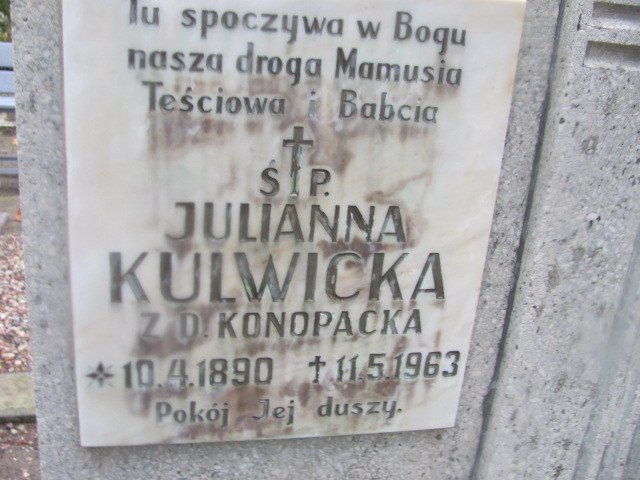 Tu spoczywa w Bogu
nasza droga Mamusia
Teściowa i Babcia
Ś†P.
JULIANNA
KULWICKA
Z D. KONOPACKA
* 10.4.1890 † 11.5.1963
Pokój Jej duszy.